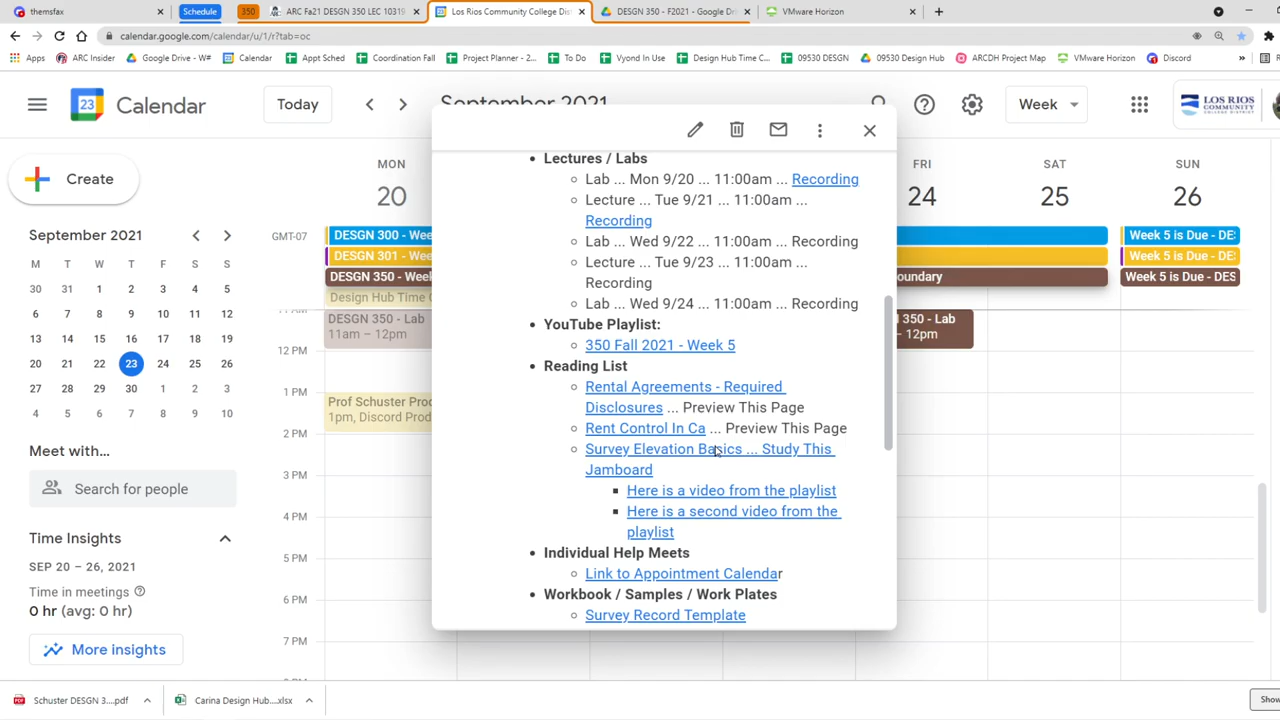 themsfax
Schedule
350
ARC Fa21 DESGN 350 LEC 10319
Los Rios Community College Dist
DESGN 350 - F2021 - Google Dri
VMware Horizon
calendar.google.com/calendar/u/1/r?tab=oc
Apps
ARC Insider
Google Drive - W#
Calendar
Appt Sched
Coordination Fall
Project Planner - 2...
To Do
Vyond In Use
Design Hub Time C...
09530 DESGN
09530 Design Hub
ARCDH Project Map
VMware Horizon
Discord
23
Calendar
Today
September 2021
Week
LOS RIOS
COMMUNITY
Create
MON
FRI
SAT
SUN
20
24
25
26
September 2021
M T W T F S S
30 31 1 2 3 4 5
6 7 8 9 10 11 12
13 14 15 16 17 18 19
20 21 22 23 24 25 26
27 28 29 30 1 2 3
4 5 6 7 8 9 10
GMT-07
DESGN 300 - Wee
DESGN 301 - Wee
DESGN 350 - Week
Design Hub Time C
DESGN 350 - Lab
11am – 12pm
Prof Schuster Proc
1pm, Discord Prod
oundary
350 - Lab
– 12pm
Week 5 is Due - DE
Week 5 is Due - DE
Week 5 is Due - DES
12 PM
1 PM
2 PM
3 PM
4 PM
5 PM
6 PM
7 PM
Meet with...
Search for people
Time Insights
SEP 20 – 26, 2021
Time in meetings
0 hr (avg: 0 hr)
More insights
Lectures / Labs
Lab ... Mon 9/20 ... 11:00am ... Recording
Lecture ... Tue 9/21 ... 11:00am ...
Recording
Lab ... Wed 9/22 ... 11:00am ... Recording
Lecture ... Tue 9/23 ... 11:00am ...
Recording
Lab ... Wed 9/24 ... 11:00am ... Recording
YouTube Playlist:
350 Fall 2021 - Week 5
Reading List
Rental Agreements - Required
Disclosures ... Preview This Page
Rent Control In Ca ... Preview This Page
Survey Elevation Basics ... Study This
Jamboard
Here is a video from the playlist
Here is a second video from the
playlist
Individual Help Meets
Link to Appointment Calendar
Workbook / Samples / Work Plates
Survey Record Template
Schuster DESGN 3....pdf
Carina Design Hub....xlsx
Show